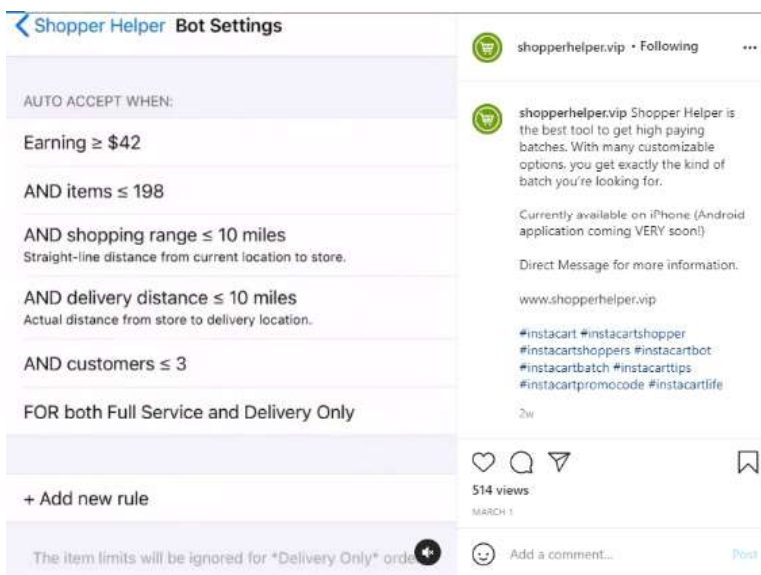 Shopper Helper Bot Settings
AUTO ACCEPT WHEN:
Earning ≥ $42
AND items ≤ 198
AND shopping range ≤ 10 miles
Straight-line distance from current location to store.
AND delivery distance ≤ 10 miles
Actual distance from store to delivery location.
AND customers ≤ 3
FOR both Full Service and Delivery Only
+ Add new rule
The item limits will be ignored for *Delivery Only*
shopperhelper.vip • Following
shopperhelper.vip Shopper Helper is
the best tool to get high paying
batches. With many customizable
options, you get exactly the kind of
batch you're looking for.
Currently available on iPhone (Android
application coming VERY soon!)
Direct Message for more information.
www.shopperhelper.vip
#instacart #instacartshopper
#instacartshoppers #instacartbot
#instacartbatch #instacarttips
#instacartpromocode #instacartlife
2w
514 views
MARCH 1
Add a comment... Post